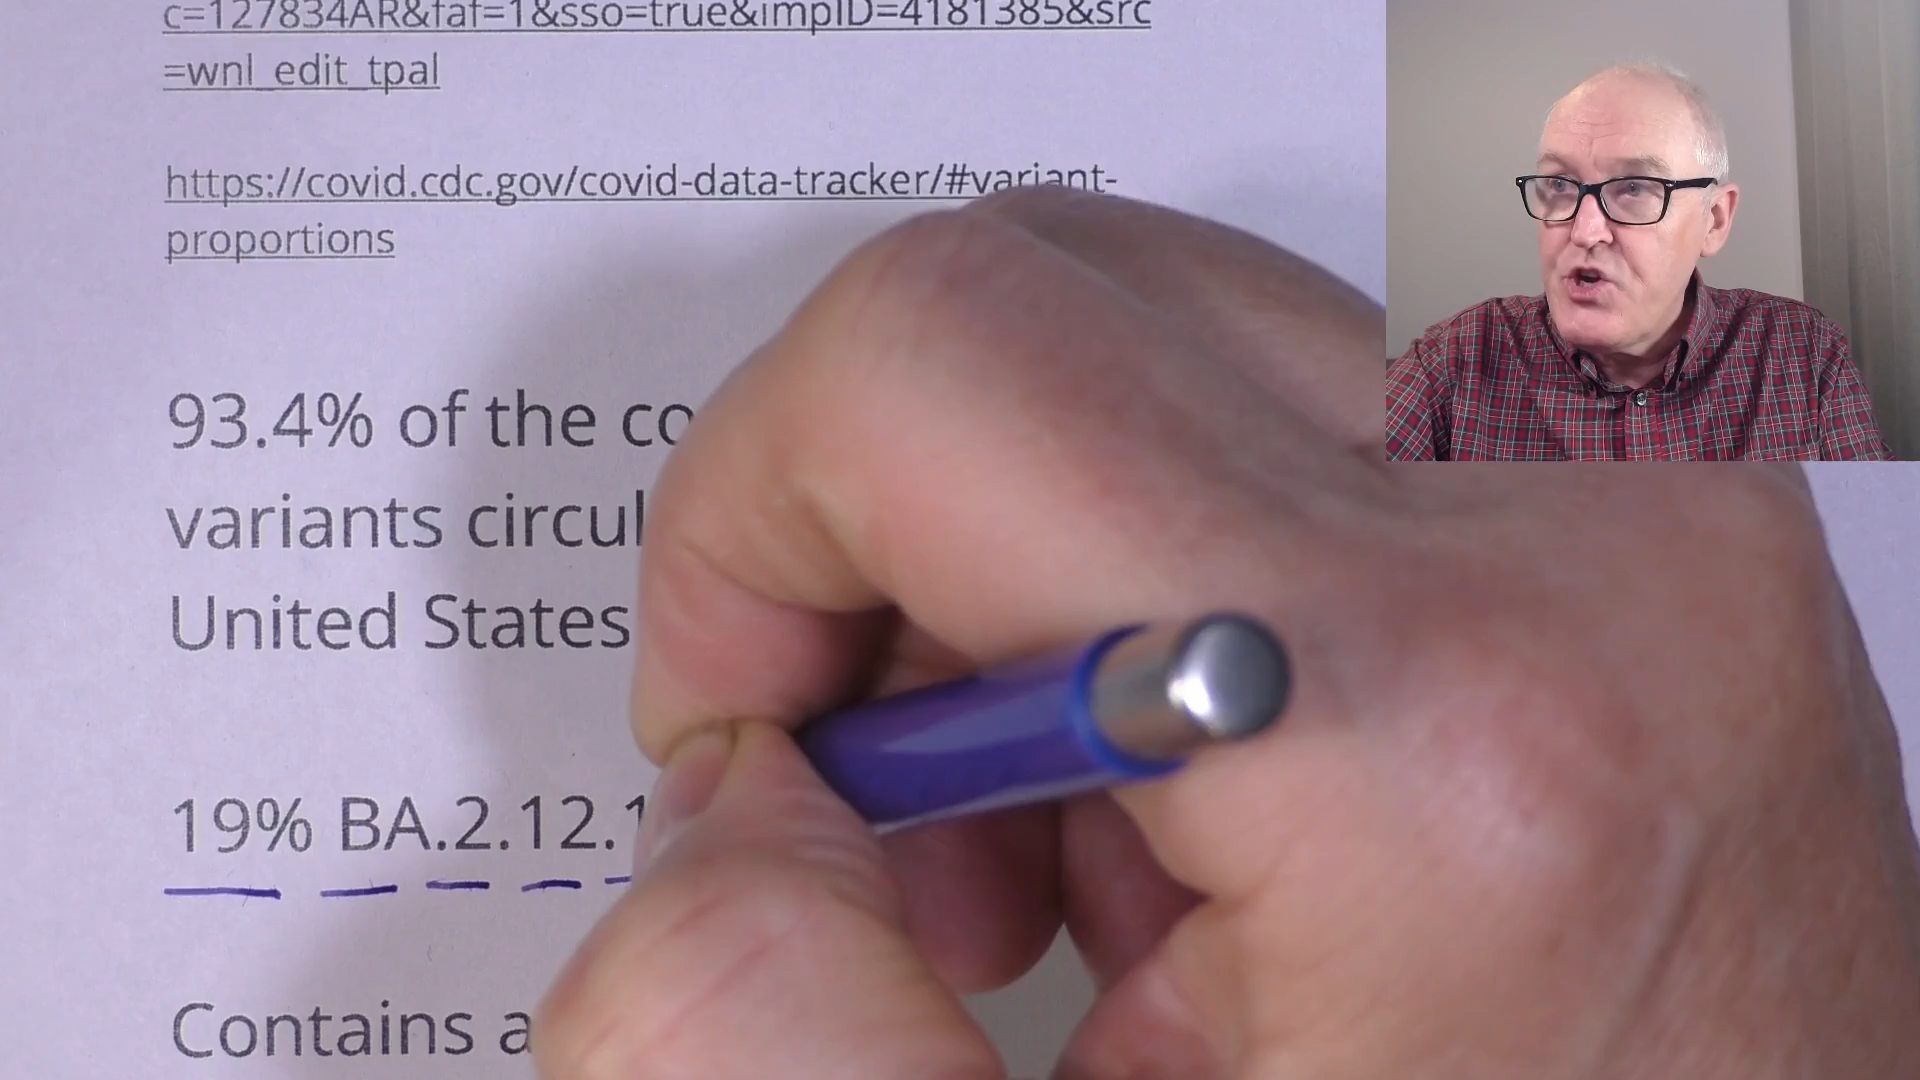 c=127834AR&faf=1&sso=true&impID=4181385&src
=wnl_edit_tpal
https://covid.cdc.gov/covid-data-tracker/#variant-
proportions
93.4% of the co
variants circul
United States
19% BA.2.12.1
Contains a